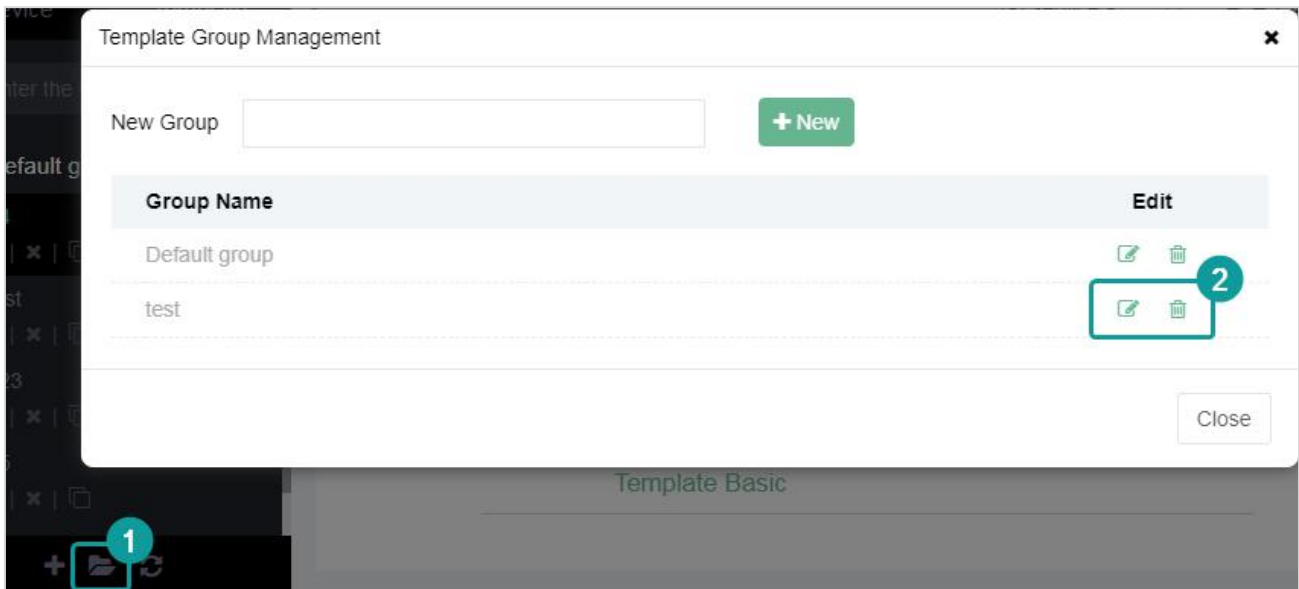 Template Group Management
New Group
New
Group Name Edit
Default group
2
test
Close
Template Basic
1